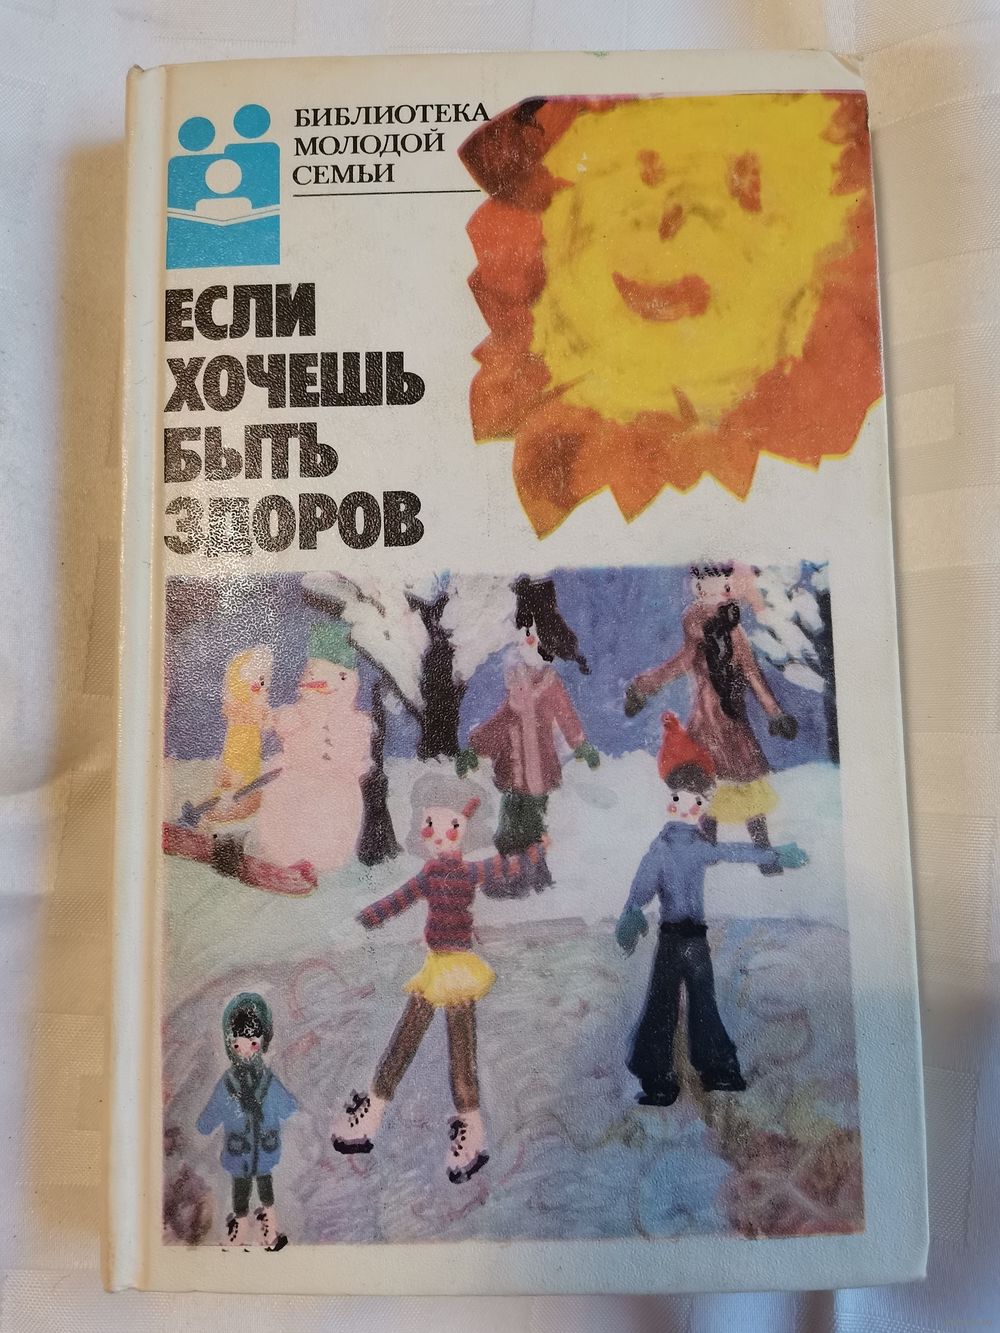 БИБЛИОТЕКА
МОЛОДОЙ
СЕМЬИ
ЕСЛИ
ХОЧЕШЬ
БЫТЬ
ЗДОРОВ